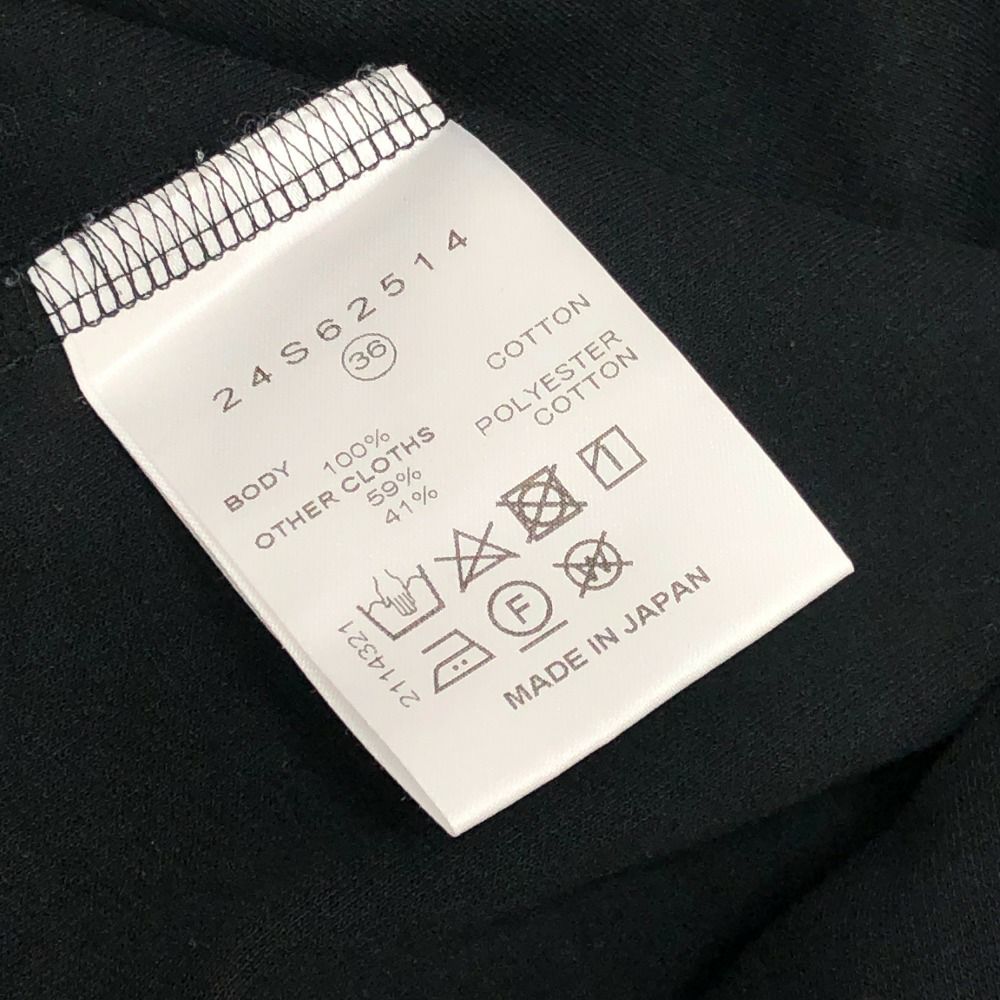 24S62514
36
BODY
100% COTTON
OTHER CLOTHS
59% POLYESTER
41% COTTON
F
W
2114321
MADE IN JAPAN